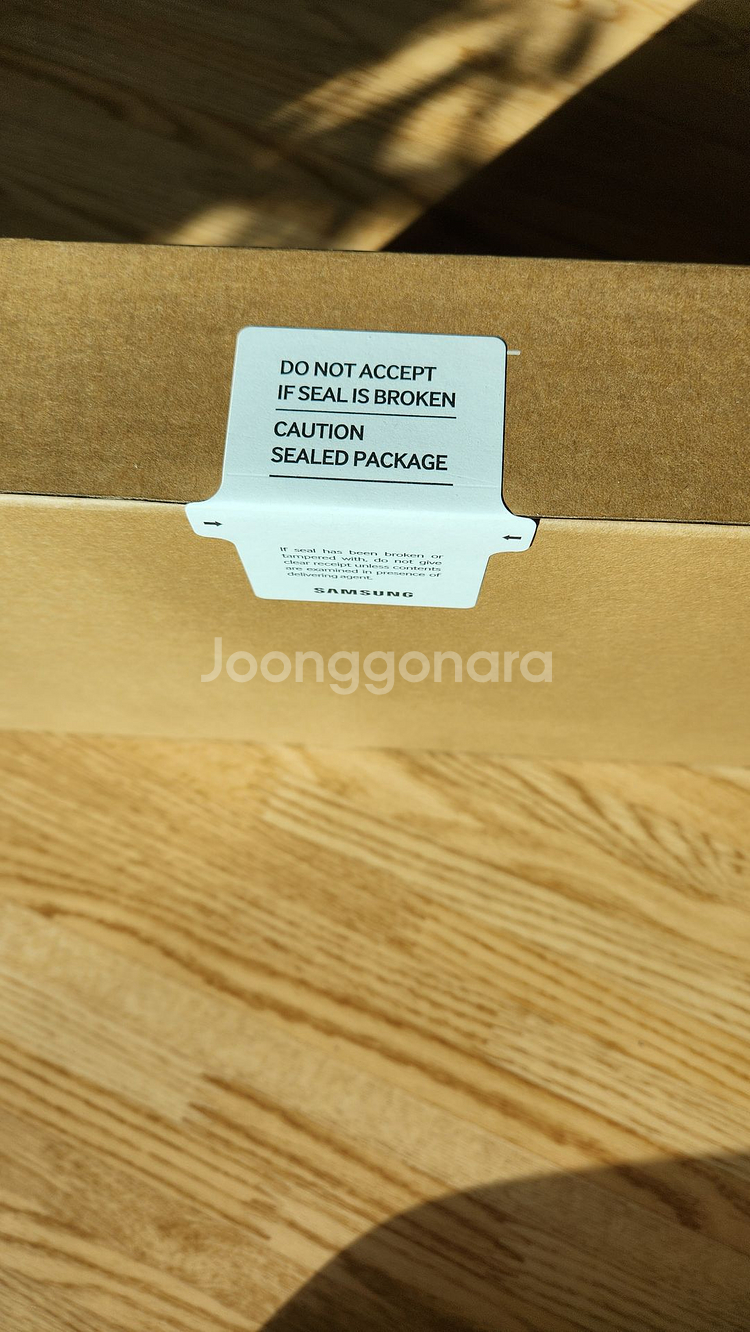 DO NOT ACCEPT
IF SEAL IS BROKEN
CAUTION
SEALED PACKAGE
If seal has been broken or
tampered with, do not give
clear receipt unless contents
are examined in presence of
delivering agent.
SAMSUNG
Joonggonara